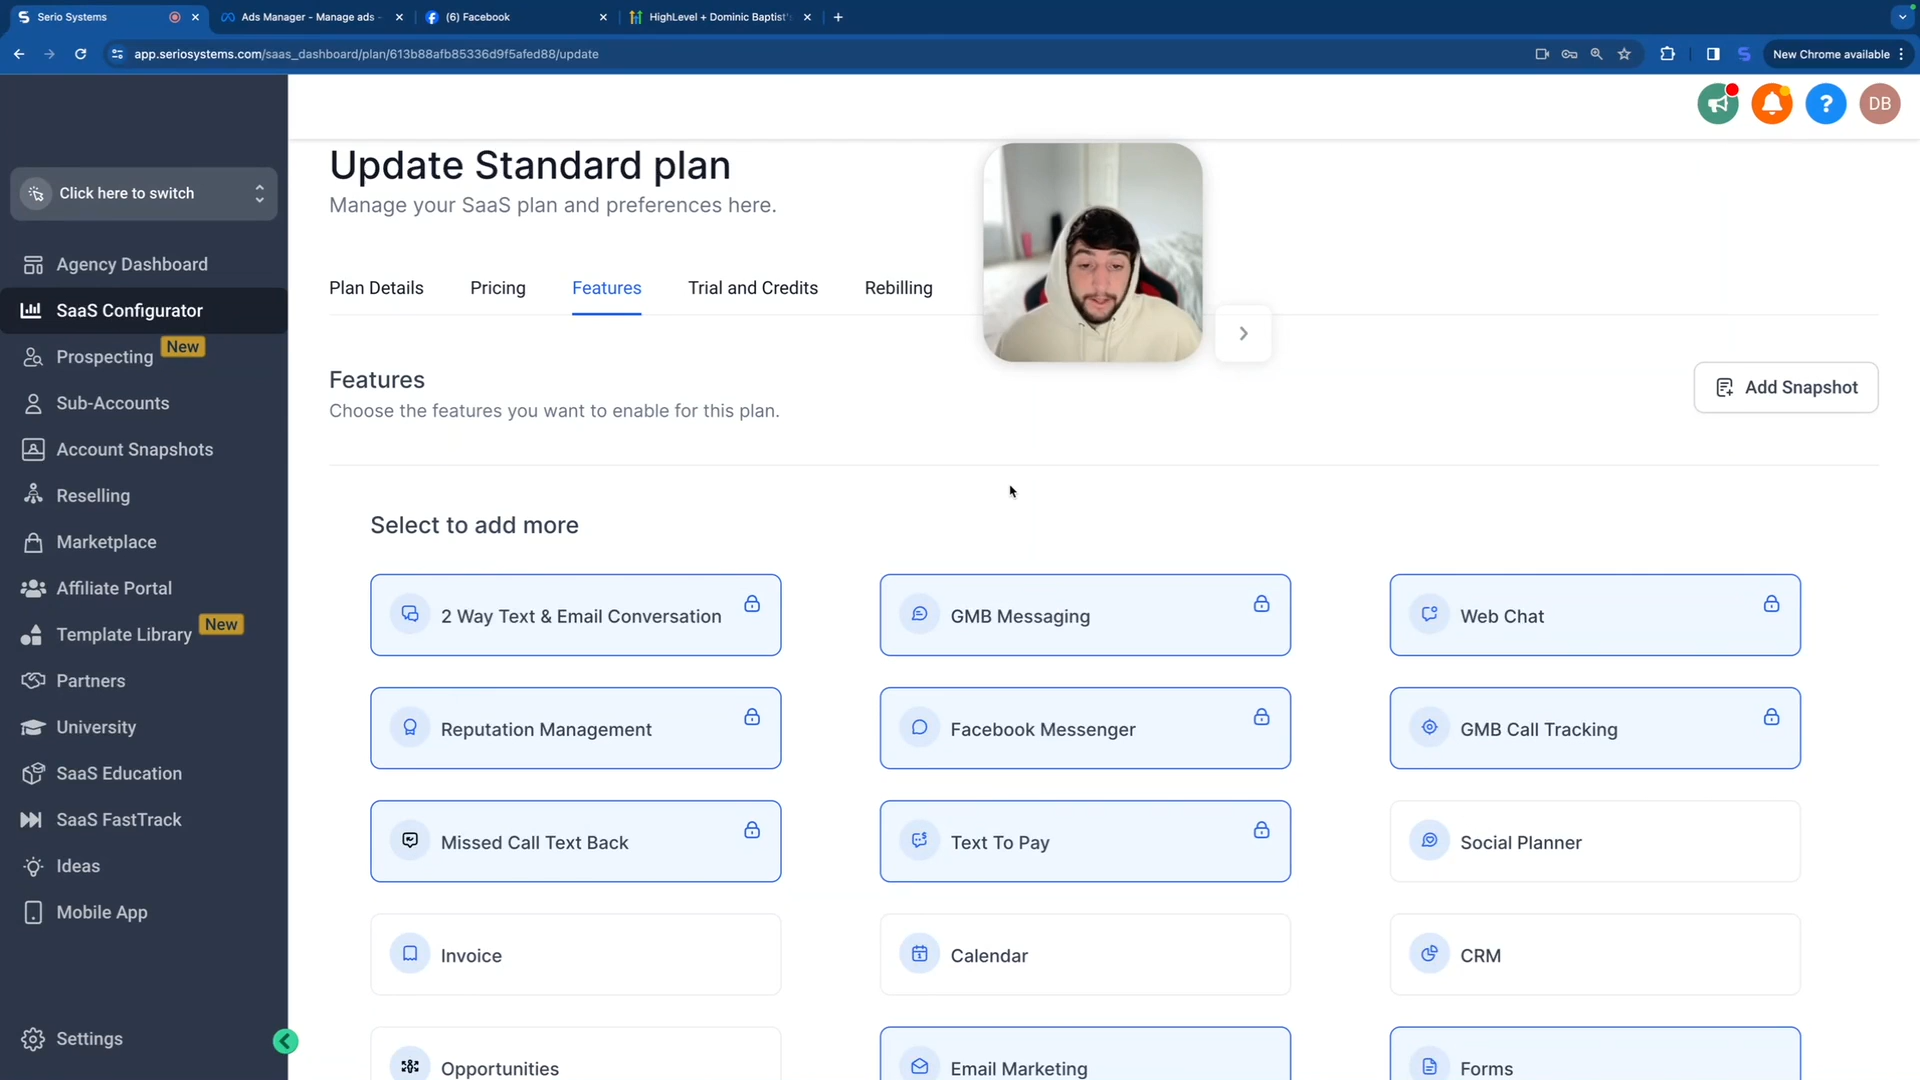 Serio Systems
Ads Manager - Manage ads -
(6) Facebook
HighLevel + Dominic Baptist's
app.seriosystems.com/saas_dashboard/plan/613b88afb85336d9f5afed88/update
New Chrome available
DB
Click here to switch
Agency Dashboard
SaaS Configurator
Prospecting New
Sub-Accounts
Account Snapshots
Reselling
Marketplace
Affiliate Portal
Template Library New
Partners
University
SaaS Education
SaaS FastTrack
Ideas
Mobile App
Settings
Update Standard plan
Manage your SaaS plan and preferences here.
Plan Details Pricing Features Trial and Credits Rebilling
Features
Choose the features you want to enable for this plan.
Add Snapshot
Select to add more
2 Way Text & Email Conversation GMB Messaging Web Chat
Reputation Management Facebook Messenger GMB Call Tracking
Missed Call Text Back Text To Pay Social Planner
Invoice Calendar CRM
Opportunities Email Marketing Forms